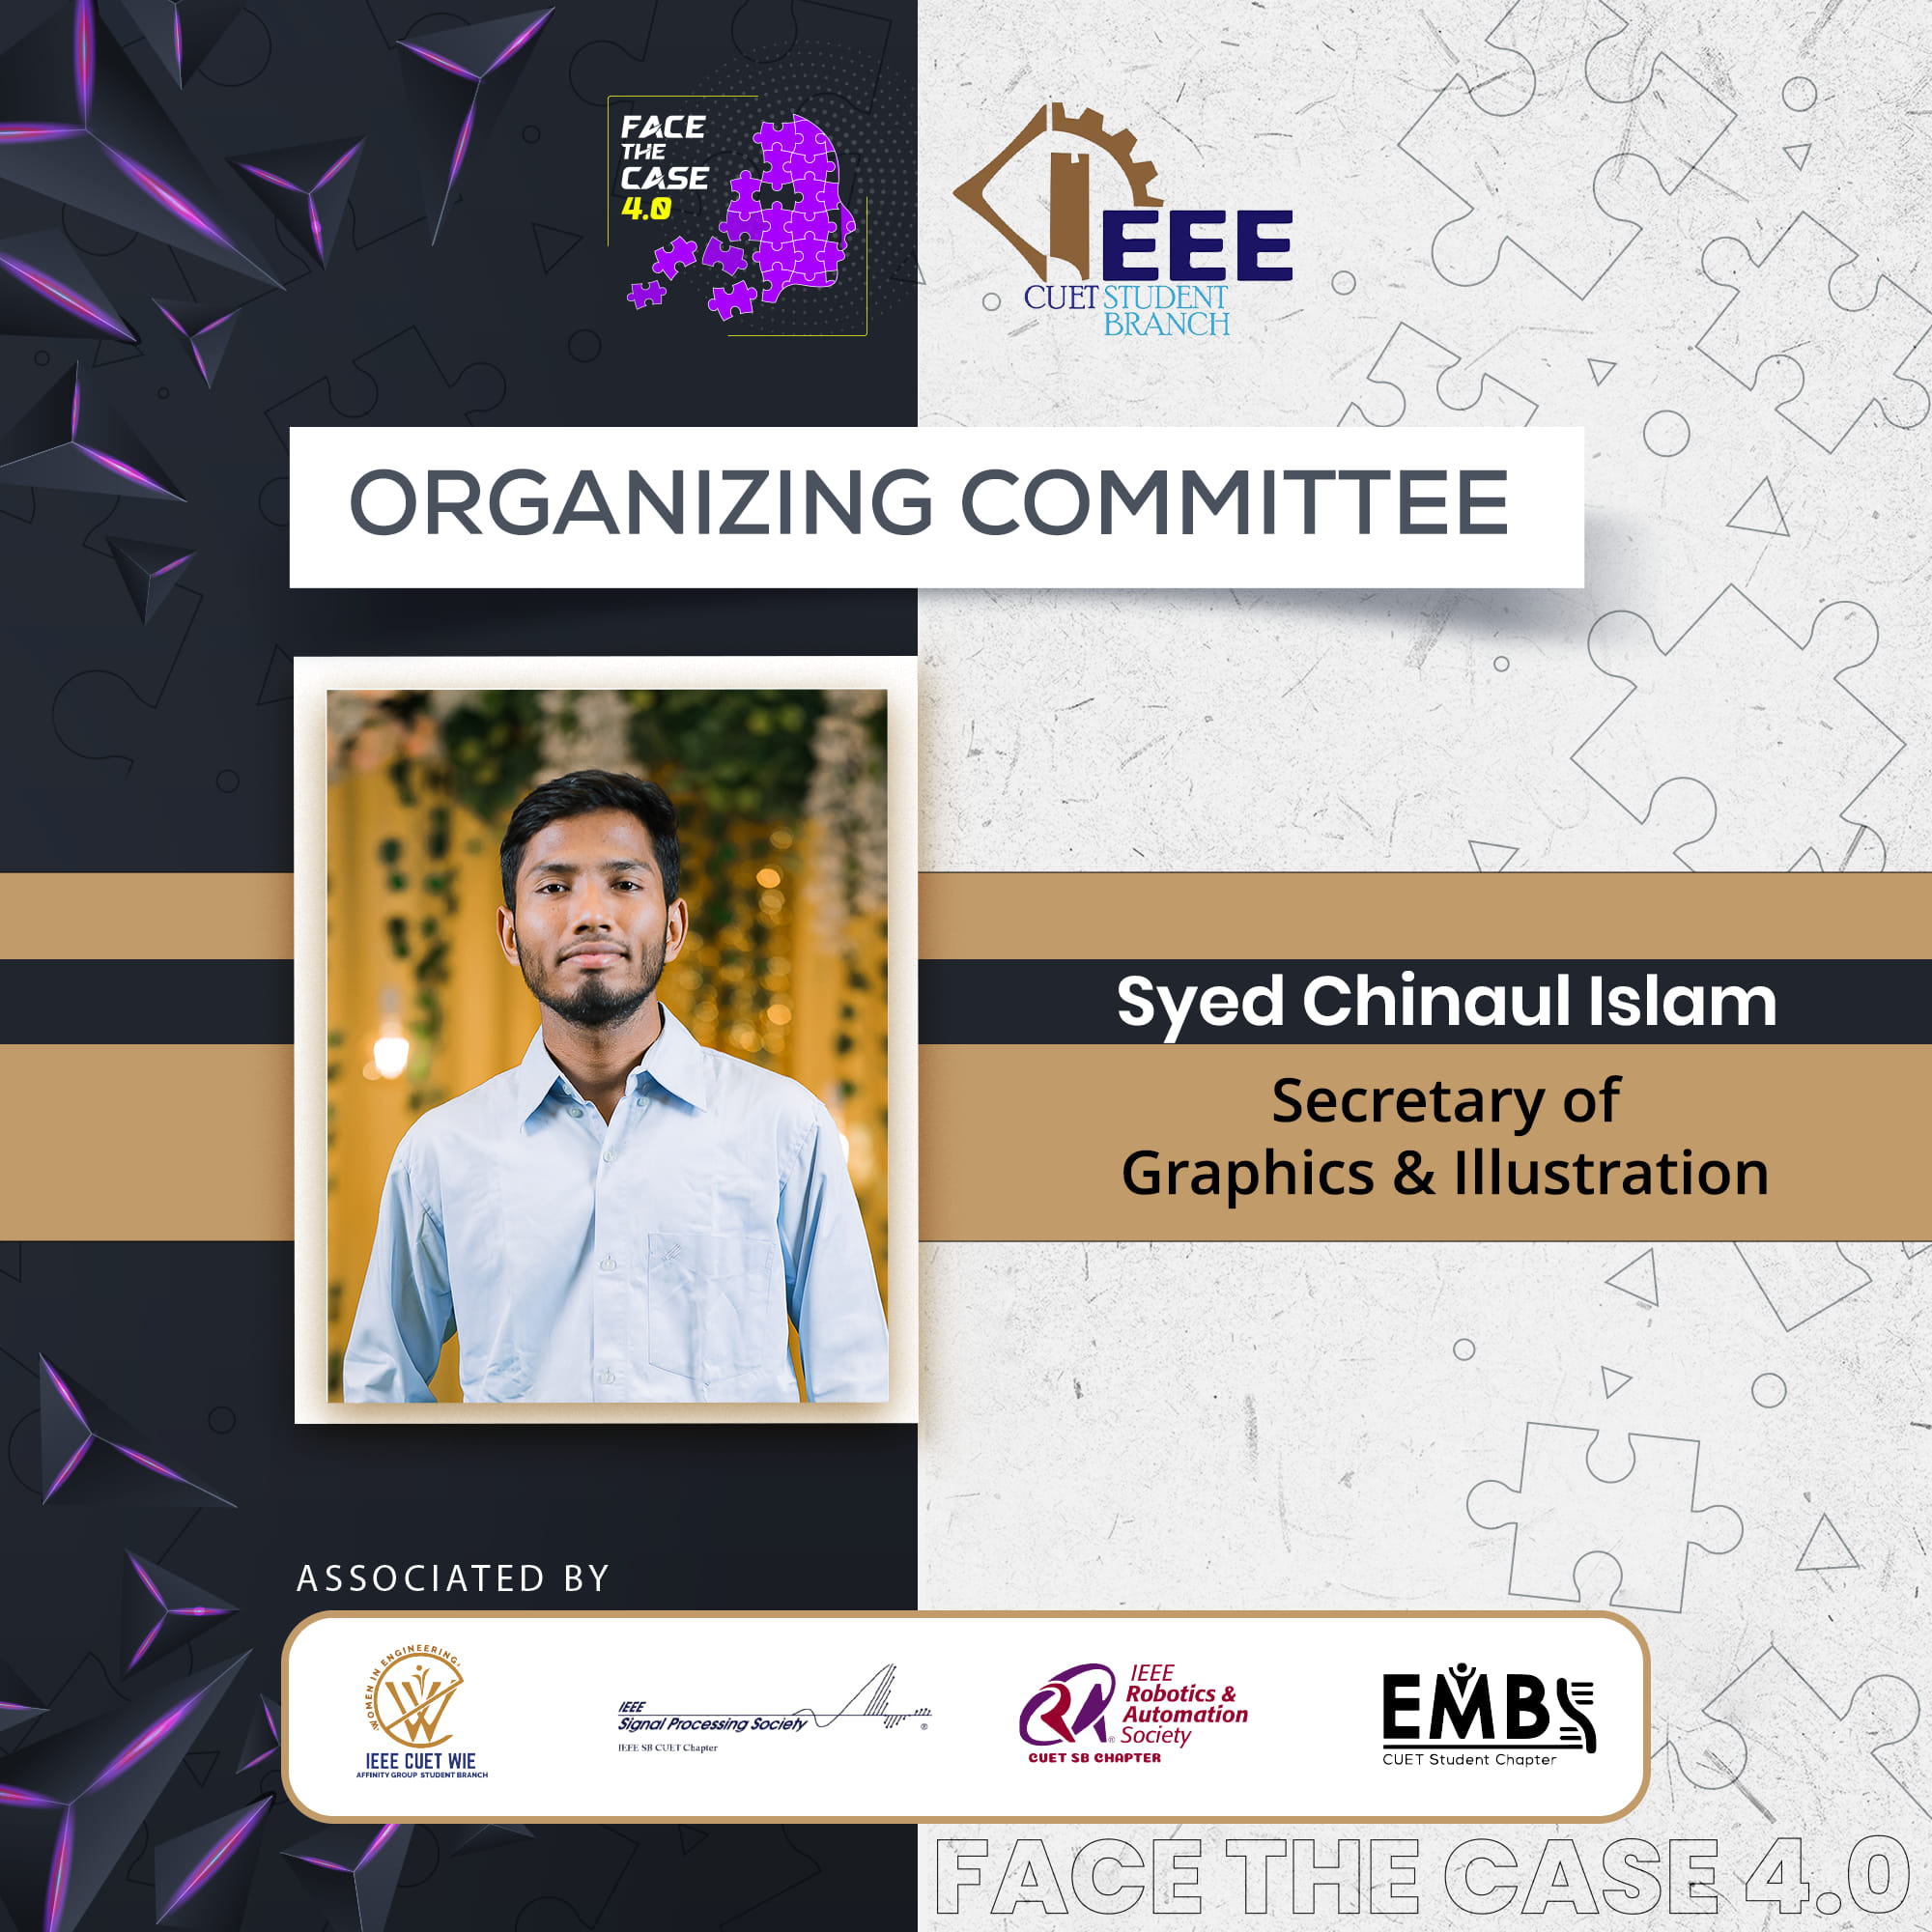 FACE
THE
CASE
4.0
IEEE
CUET STUDENT
BRANCH
ORGANIZING COMMITTEE
Syed Chinaul Islam
Secretary of
Graphics & Illustration
ASSOCIATED BY
WOMEN IN ENGINEERING
IEEE CUET WIE
AFFINITY GROUP STUDENT BRANCH
IEEE
Signal Processing Society
®
IEEE SB CUET Chapter
RA
IEEE
Robotics &
Automation
® Society
CUET SB CHAPTER
EMBS
CUET Student Chapter
FACE THE CASE 4.0